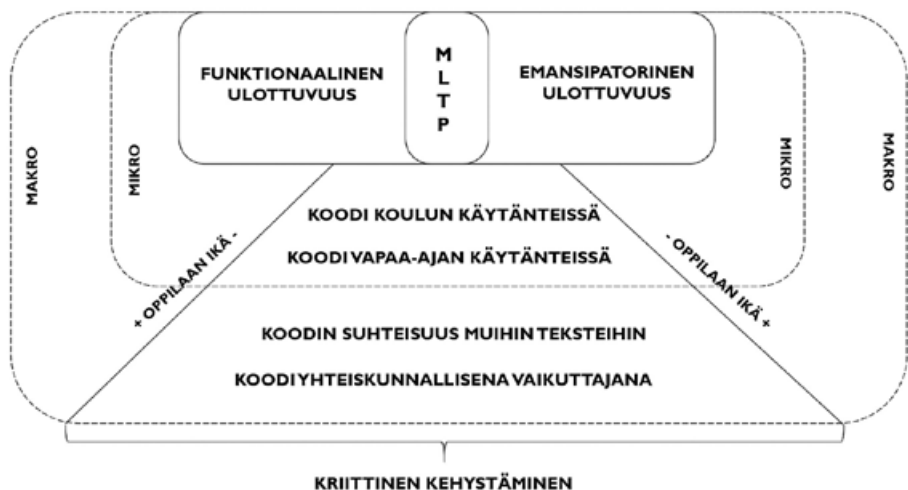 FUNKTIONAALINEN
ULOTTUVUUS
M
L
T
P
EMANSIPATORINEN
ULOTTUVUUS
MAKRO
MIKRO
MIKRO
MAKRO
KOODI KOULUN KÄYTÄNTEISSÄ
KOODI VAPAA-AJAN KÄYTÄNTEISSÄ
+ OPPILAAN IKÄ -
- OPPILAAN IKÄ +
KOODIN SUHTEISUUS MUIHIN TEKSTEIHIN
KOODI YHTEISKUNNALLISENA VAIKUTTAJANA
KRIITTINEN KEHYSTÄMINEN